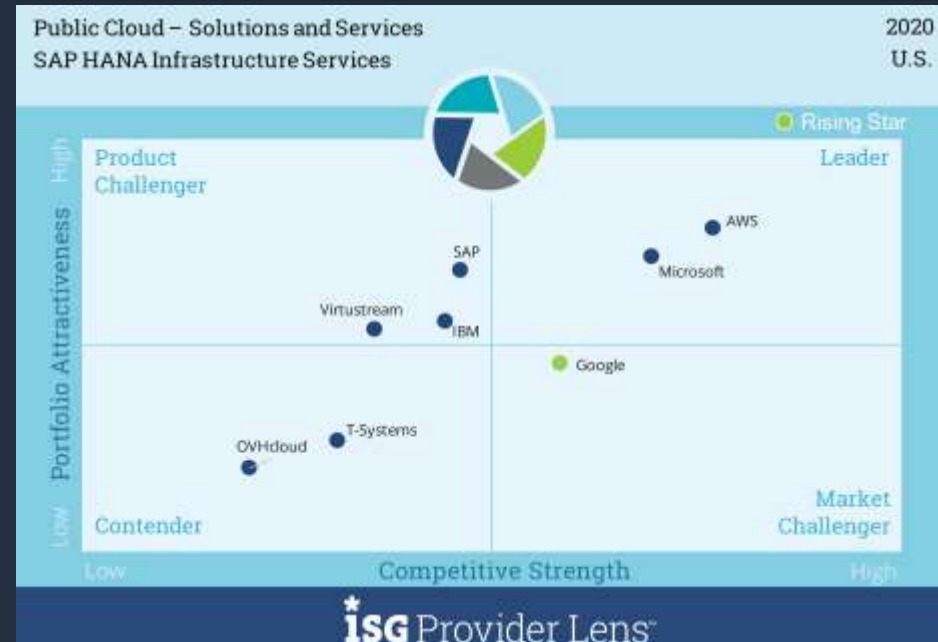 Public Cloud – Solutions and Services
2020
SAP HANA Infrastructure Services
U.S.
Rising Star
High
Product
Challenger
Leader
AWS
SAP
Microsoft
Virtustream
IBM
Portfolio Attractiveness
Google
T-Systems
OVHcloud
Low
Contender
Market
Challenger
Low
Competitive Strength
High
ISG Provider Lens™